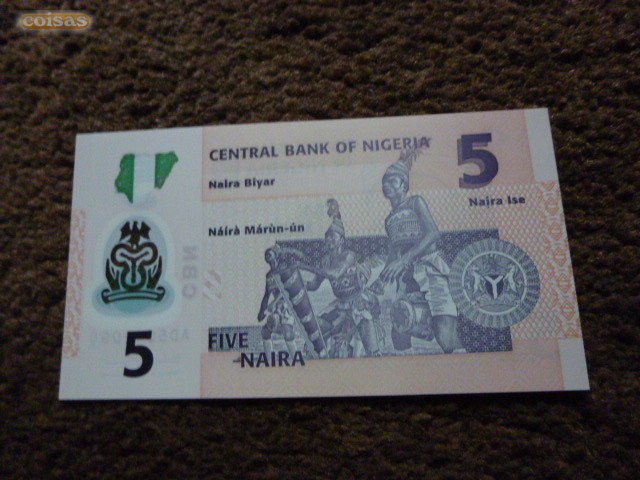 coisas
CENTRAL BANK OF NIGERIA
5
Naira Biyar
Naira Ise
Náírà Márùn-ún
CBN
5
FIVE
NAIRA